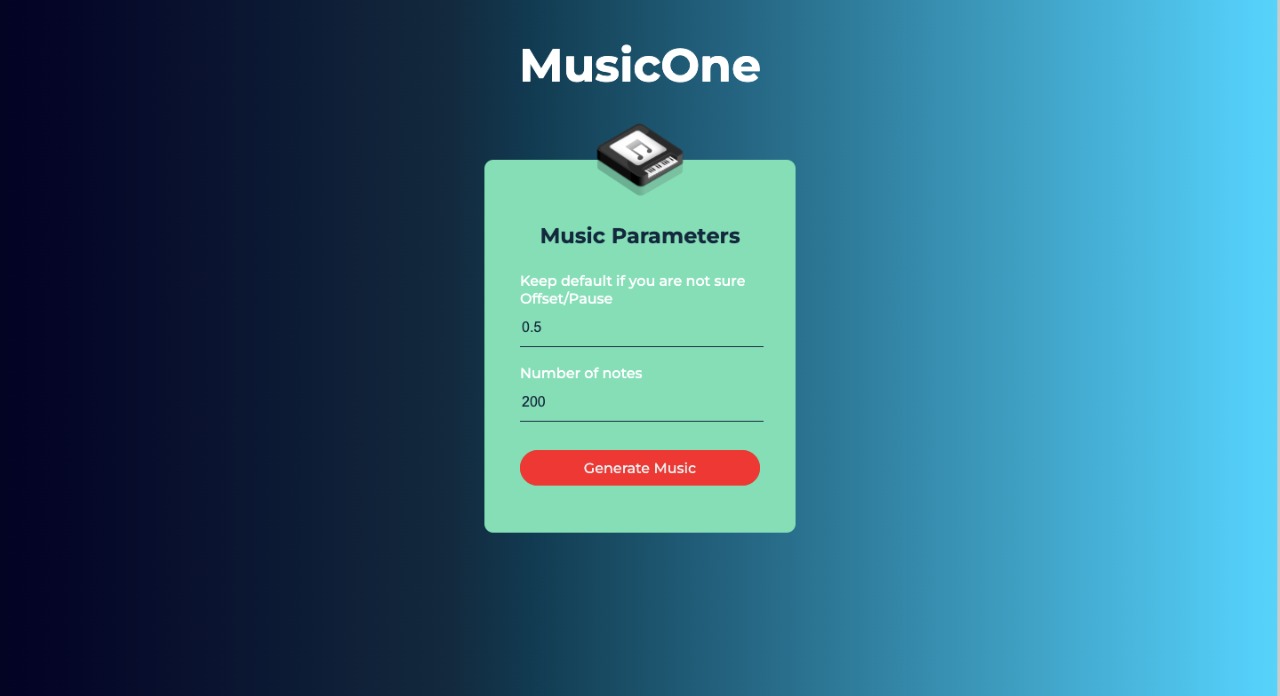 MusicOne
Music Parameters
Keep default if you are not sure
Offset/Pause
0.5
Number of notes
200
Generate Music